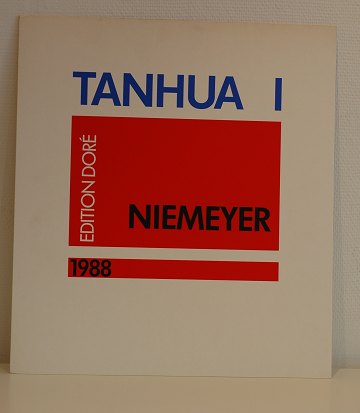 TANHUA I
EDITION DORÉ
NIEMEYER
1988